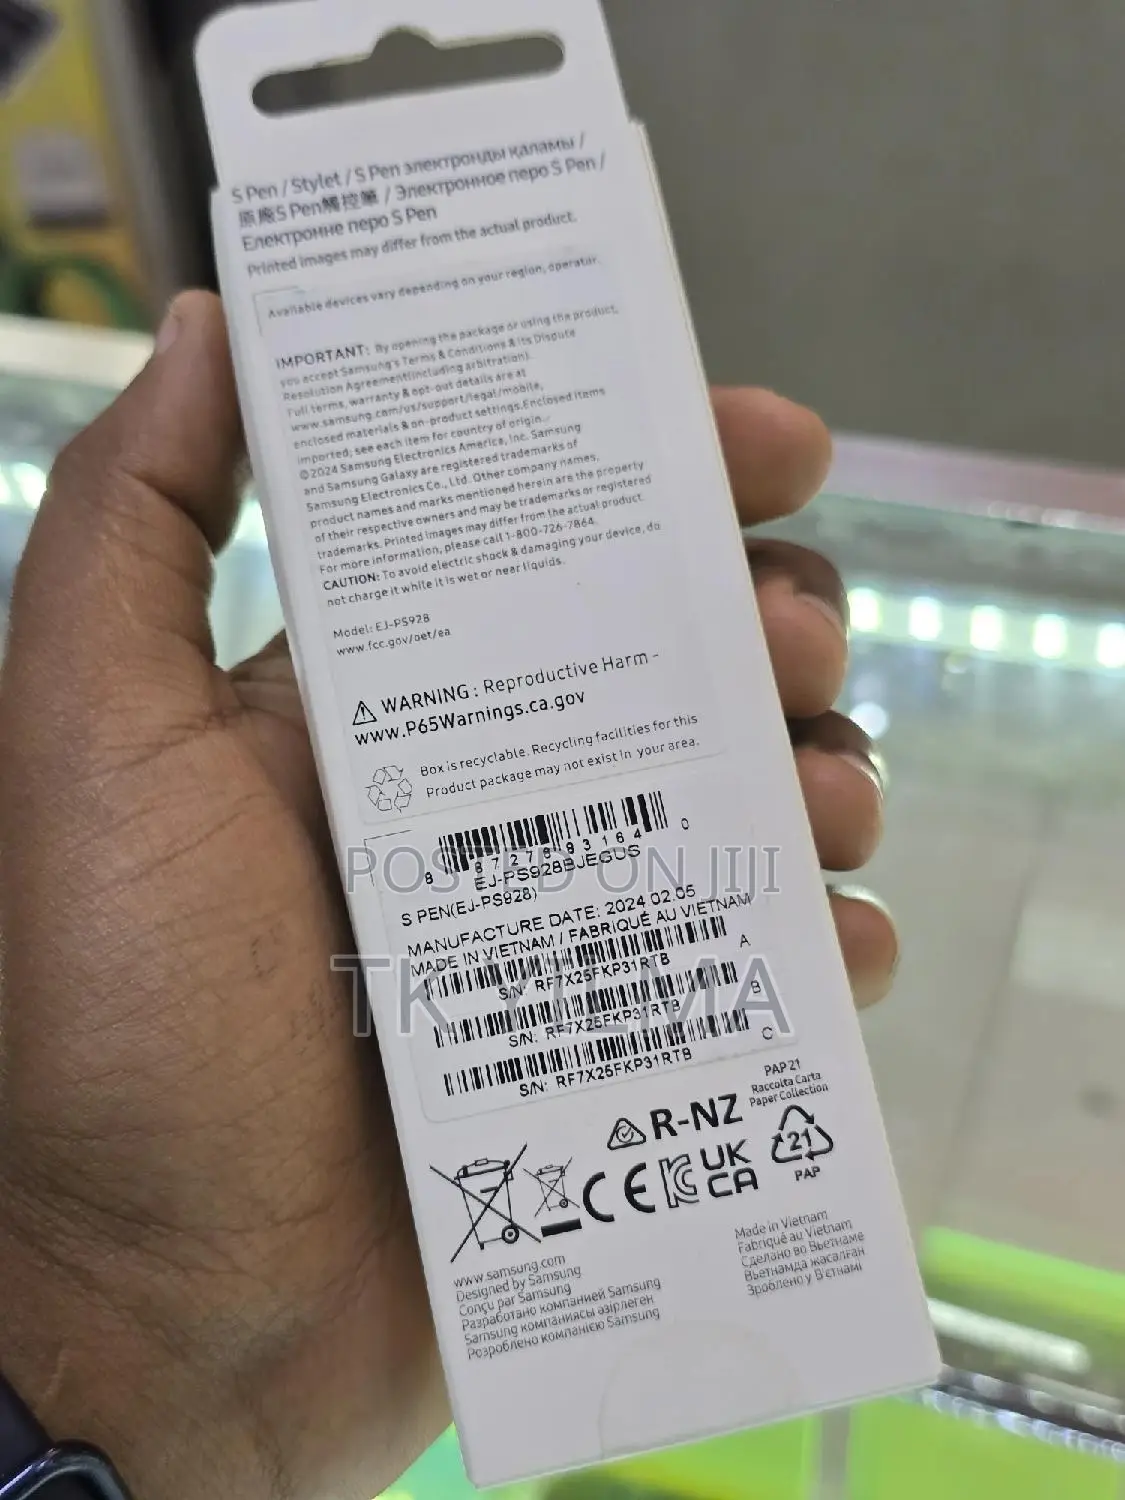 S Pen / Stylet / S Pen электронды қаламы /
原廠S Pen觸控筆 / Электронное перо S Pen /
Електронне перо S Pen
Printed images may differ from the actual product.
Available devices vary depending on your region, operator.
IMPORTANT: By opening the package or using the product,
you accept Samsung's Terms & Conditions & its Dispute
Resolution Agreement(including arbitration).
Full terms, warranty & opt-out details are at
www.samsung.com/us/support/legal/mobile,
enclosed materials & on-product settings.Enclosed items
imported; see each item for country of origin.
©2024 Samsung Electronics America, Inc. Samsung
and Samsung Galaxy are registered trademarks of
Samsung Electronics Co., Ltd. Other company names,
product names and marks mentioned herein are the property
of their respective owners and may be trademarks or registered
trademarks. Printed images may differ from the actual product.
For more information, please call 1-800-726-7864.
CAUTION: To avoid electric shock & damaging your device, do
not charge it while it is wet or near liquids.
Model: EJ-PS928
www.fcc.gov/oet/ea
WARNING : Reproductive Harm -
www.P65Warnings.ca.gov
Box is recyclable. Recycling facilities for this
Product package may not exist in your area.
8 87276 83164 0
EJ-PS928BJEGUS
POSTED ON JIJI
S PEN(EJ-PS928)
MANUFACTURE DATE: 2024.02.05
MADE IN VIETNAM / FABRIQUÉ AU VIETNAM
A
S/N: RF7X25FKP31RTB
TK YILMA
B
S/N: RF7X25FKP31RTB
C
S/N: RF7X25FKP31RTB
PAP 21
Raccolta Carta
Paper Collection
R-NZ
21
PAP
CE
UK
CA
www.samsung.com
Designed by Samsung
Conçu par Samsung
Разработано компанией Samsung
Samsung компаниясы әзірлеген
Розроблено компанією Samsung
Made in Vietnam
Fabriqué au Vietnam
Сделано во Вьетнаме
Вьетнамда жасалған
Зроблено у В'єтнамі